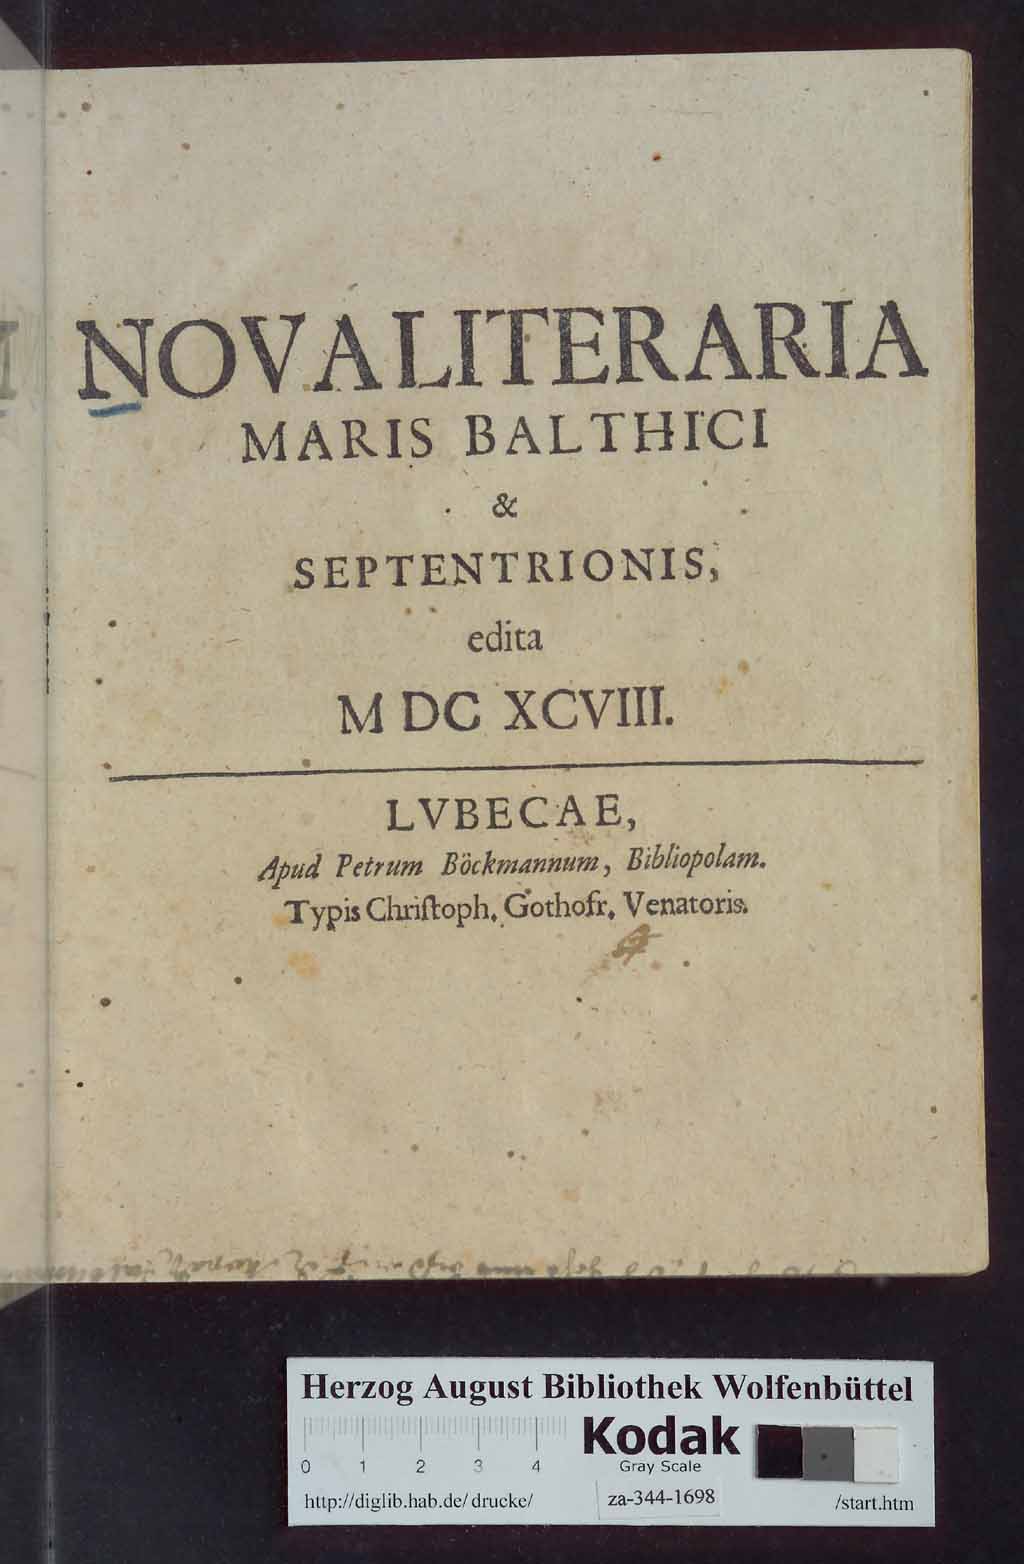 NOVA LITERARIA
MARIS BALTHICI
&
SEPTENTRIONIS,
edita
M DC XCVIII.
LVBECAE,
Apud Petrum Böckmannum, Bibliopolam.
Typis Chriſtoph. Gothofr. Venatoris.
Herzog August Bibliothek Wolfenbüttel
Kodak
Gray Scale
0 1 2 3 4
http://diglib.hab.de/drucke/ za-344-1698 /start.htm